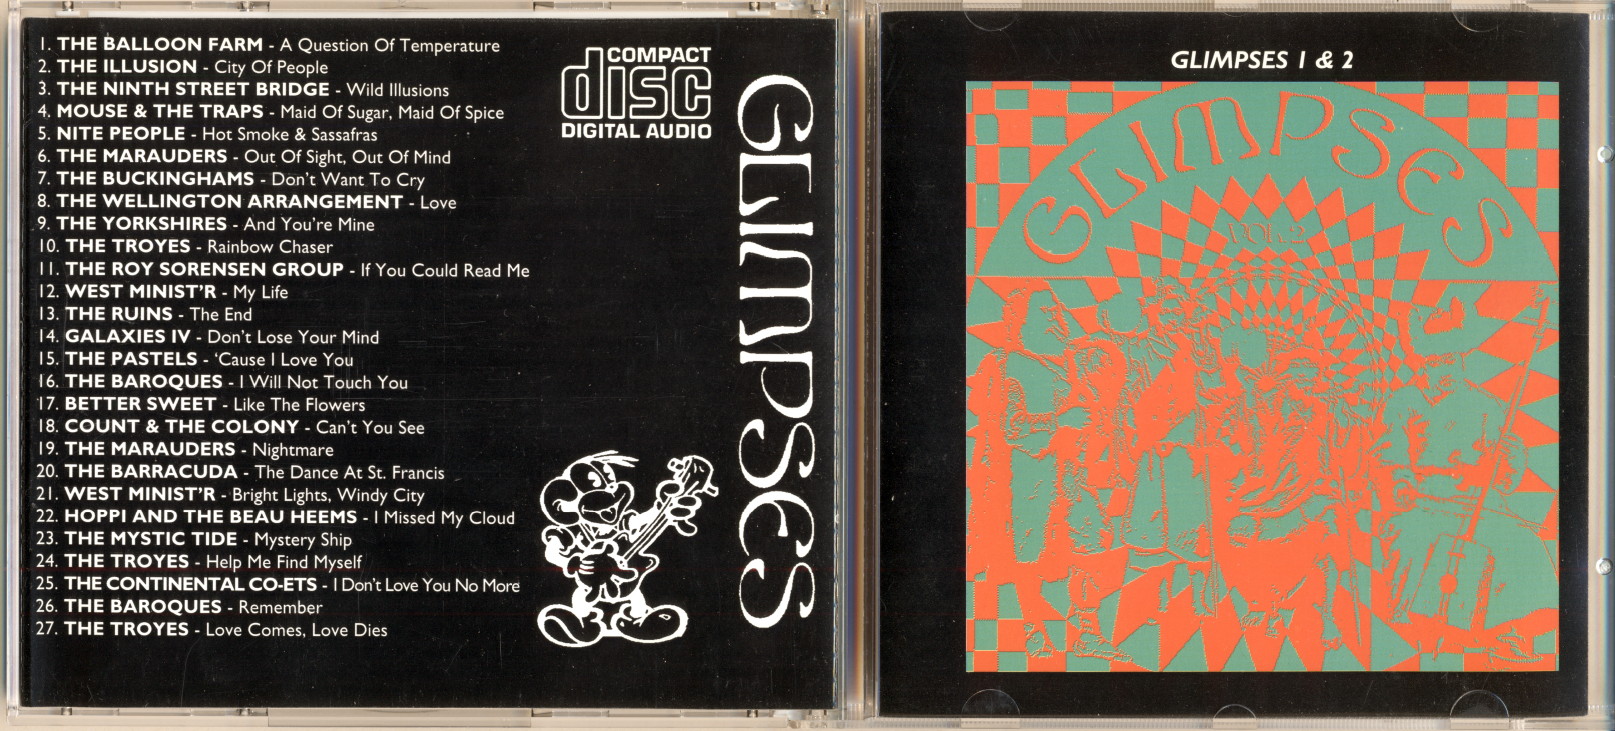 1. THE BALLOON FARM - A Question Of Temperature
2. THE ILLUSION - City Of People
3. THE NINTH STREET BRIDGE - Wild Illusions
4. MOUSE & THE TRAPS - Maid Of Sugar, Maid Of Spice
5. NITE PEOPLE - Hot Smoke & Sassafras
6. THE MARAUDERS - Out Of Sight, Out Of Mind
7. THE BUCKINGHAMS - Don't Want To Cry
8. THE WELLINGTON ARRANGEMENT - Love
9. THE YORKSHIRES - And You're Mine
10. THE TROYES - Rainbow Chaser
11. THE ROY SORENSEN GROUP - If You Could Read Me
12. WEST MINIST'R - My Life
13. THE RUINS - The End
14. GALAXIES IV - Don't Lose Your Mind
15. THE PASTELS - 'Cause I Love You
16. THE BAROQUES - I Will Not Touch You
17. BETTER SWEET - Like The Flowers
18. COUNT & THE COLONY - Can't You See
19. THE MARAUDERS - Nightmare
20. THE BARRACUDA - The Dance At St. Francis
21. WEST MINIST'R - Bright Lights, Windy City
22. HOPPI AND THE BEAU HEEMS - I Missed My Cloud
23. THE MYSTIC TIDE - Mystery Ship
24. THE TROYES - Help Me Find Myself
25. THE CONTINENTAL CO-ETS - I Don't Love You No More
26. THE BAROQUES - Remember
27. THE TROYES - Love Comes, Love Dies
COMPACT
disc
DIGITAL AUDIO
GLIMPSES
GLIMPSES 1 & 2
GLIMPSES
VOL. 2